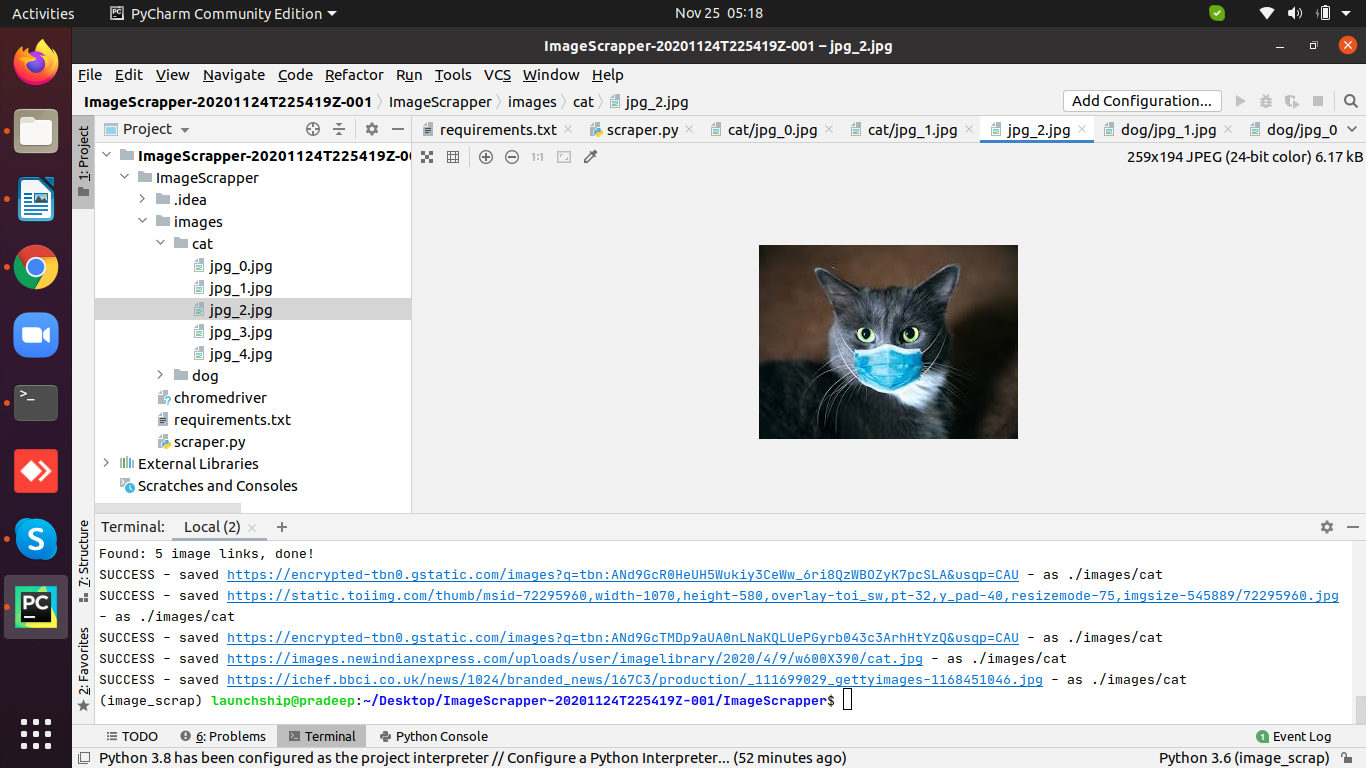 Activities PyCharm Community Edition Nov 25 05:18
ImageScrapper-20201124T225419Z-001 – jpg_2.jpg
File Edit View Navigate Code Refactor Run Tools VCS Window Help
ImageScrapper-20201124T225419Z-001 ImageScrapper images cat jpg_2.jpg Add Configuration...
1: Project
Project
requirements.txt scraper.py cat/jpg_0.jpg cat/jpg_1.jpg jpg_2.jpg dog/jpg_1.jpg dog/jpg_0
1:1 259x194 JPEG (24-bit color) 6.17 kB
ImageScrapper-20201124T225419Z-0
ImageScrapper
.idea
images
cat
jpg_0.jpg
jpg_1.jpg
jpg_2.jpg
jpg_3.jpg
jpg_4.jpg
dog
chromedriver
requirements.txt
scraper.py
External Libraries
Scratches and Consoles
7: Structure
2: Favorites
Terminal: Local (2)
Found: 5 image links, done!
SUCCESS - saved https://encrypted-tbn0.gstatic.com/images?q=tbn:ANd9GcR0HeUH5Wukiy3CeWw_6ri8QzWBOZyK7pcSLA&usqp=CAU - as ./images/cat
SUCCESS - saved https://static.toiimg.com/thumb/msid-72295960,width-1070,height-580,overlay-toi_sw,pt-32,y_pad-40,resizemode-75,imgsize-545889/72295960.jpg
- as ./images/cat
SUCCESS - saved https://encrypted-tbn0.gstatic.com/images?q=tbn:ANd9GcTMDp9aUA0nLNaKQLUePGyrb043c3ArhHtYzQ&usqp=CAU - as ./images/cat
SUCCESS - saved https://images.newindianexpress.com/uploads/user/imagelibrary/2020/4/9/w600X390/cat.jpg - as ./images/cat
SUCCESS - saved https://ichef.bbci.co.uk/news/1024/branded_news/167C3/production/_111699029_gettyimages-1168451046.jpg - as ./images/cat
(image_scrap) launchship@pradeep:~/Desktop/ImageScrapper-20201124T225419Z-001/ImageScrapper$
TODO 6: Problems Terminal Python Console 1 Event Log
Python 3.8 has been configured as the project interpreter // Configure a Python Interpreter... (52 minutes ago) Python 3.6 (image_scrap)